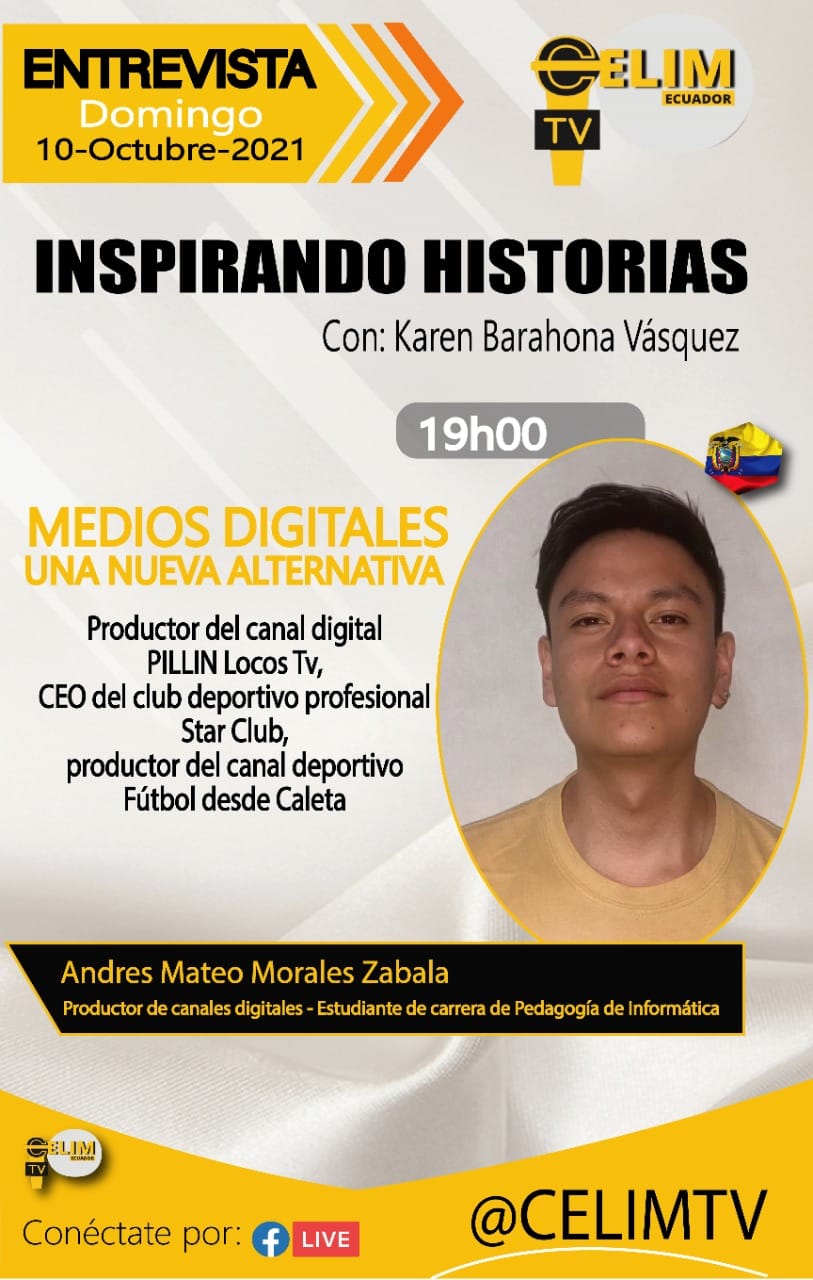 ENTREVISTA
Domingo
10-Octubre-2021
CELIM
ECUADOR
TV
INSPIRANDO HISTORIAS
Con: Karen Barahona Vásquez
19h00
MEDIOS DIGITALES
UNA NUEVA ALTERNATIVA
Productor del canal digital
PILLIN Locos Tv,
CEO del club deportivo profesional
Star Club,
productor del canal deportivo
Fútbol desde Caleta
Andres Mateo Morales Zabala
Productor de canales digitales - Estudiante de carrera de Pedagogía de Informática
CELIM
ECUADOR
TV
Conéctate por: f LIVE
@CELIMTV